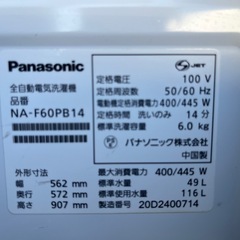 Panasonic
全自動電気洗濯機
品番
NA-F60PB14
JET
定格電圧 100 V
定格周波数 50/60 Hz
電動機定格消費電力 400/445 W
定格時間 洗いのみ 14 分
標準洗濯容量 6.0 kg
パナソニック株式会社
中国製
外形寸法
幅 562 mm
奥行 572 mm
高さ 907 mm
最大消費電力 400/445 W
標準水量 49 L
標準使用水量 116 L
製造番号 20D2400714